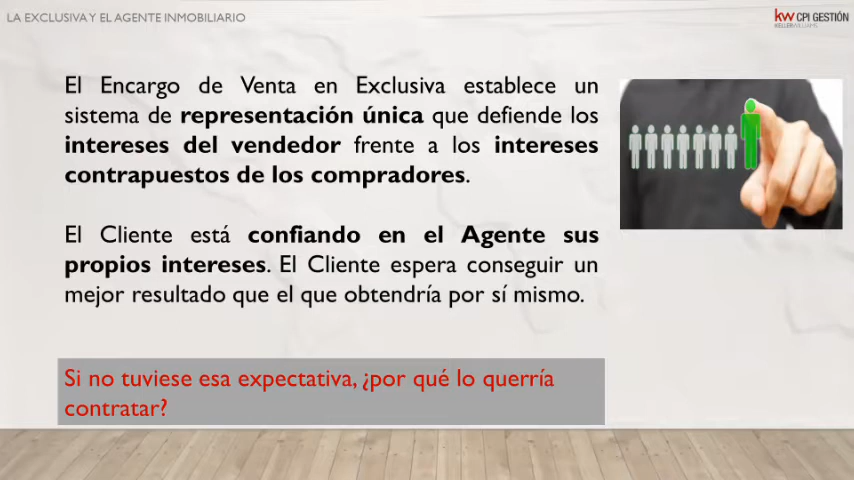 LA EXCLUSIVA Y EL AGENTE INMOBILIARIO
kw CPI GESTIÓN
KELLERWILLIAMS
El Encargo de Venta en Exclusiva establece un
sistema de representación única que defiende los
intereses del vendedor frente a los intereses
contrapuestos de los compradores.
El Cliente está confiando en el Agente sus
propios intereses. El Cliente espera conseguir un
mejor resultado que el que obtendría por sí mismo.
Si no tuviese esa expectativa, ¿por qué lo querría
contratar?